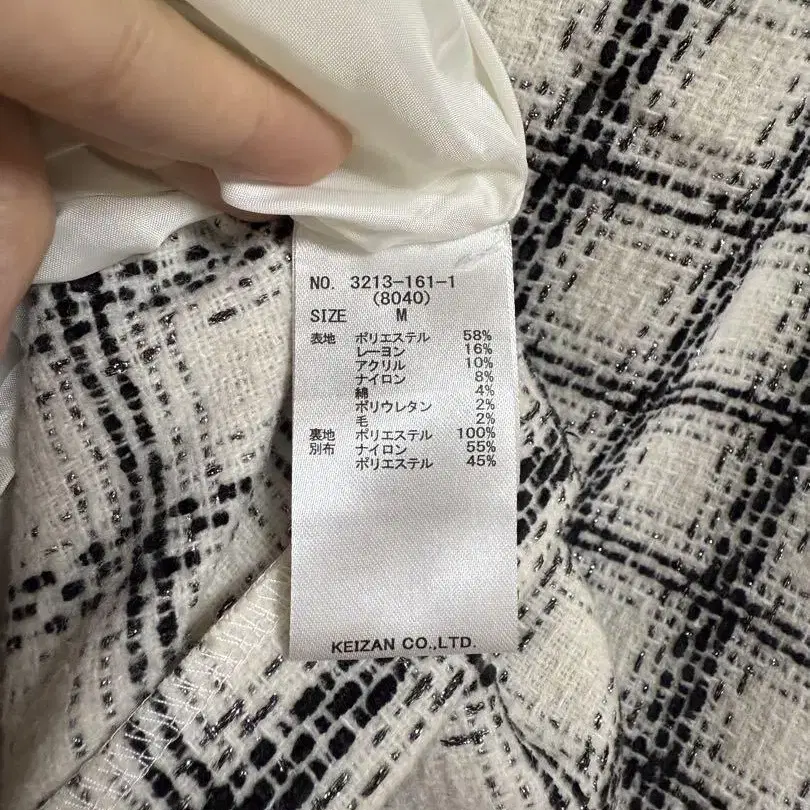 NO. 3213-161-1
(8040)
SIZE M
表地 ポリエステル 58%
レーヨン 16%
アクリル 10%
ナイロン 8%
綿 4%
ポリウレタン 2%
毛 2%
裏地 ポリエステル 100%
別布 ナイロン 55%
ポリエステル 45%
KEIZAN CO.,LTD.